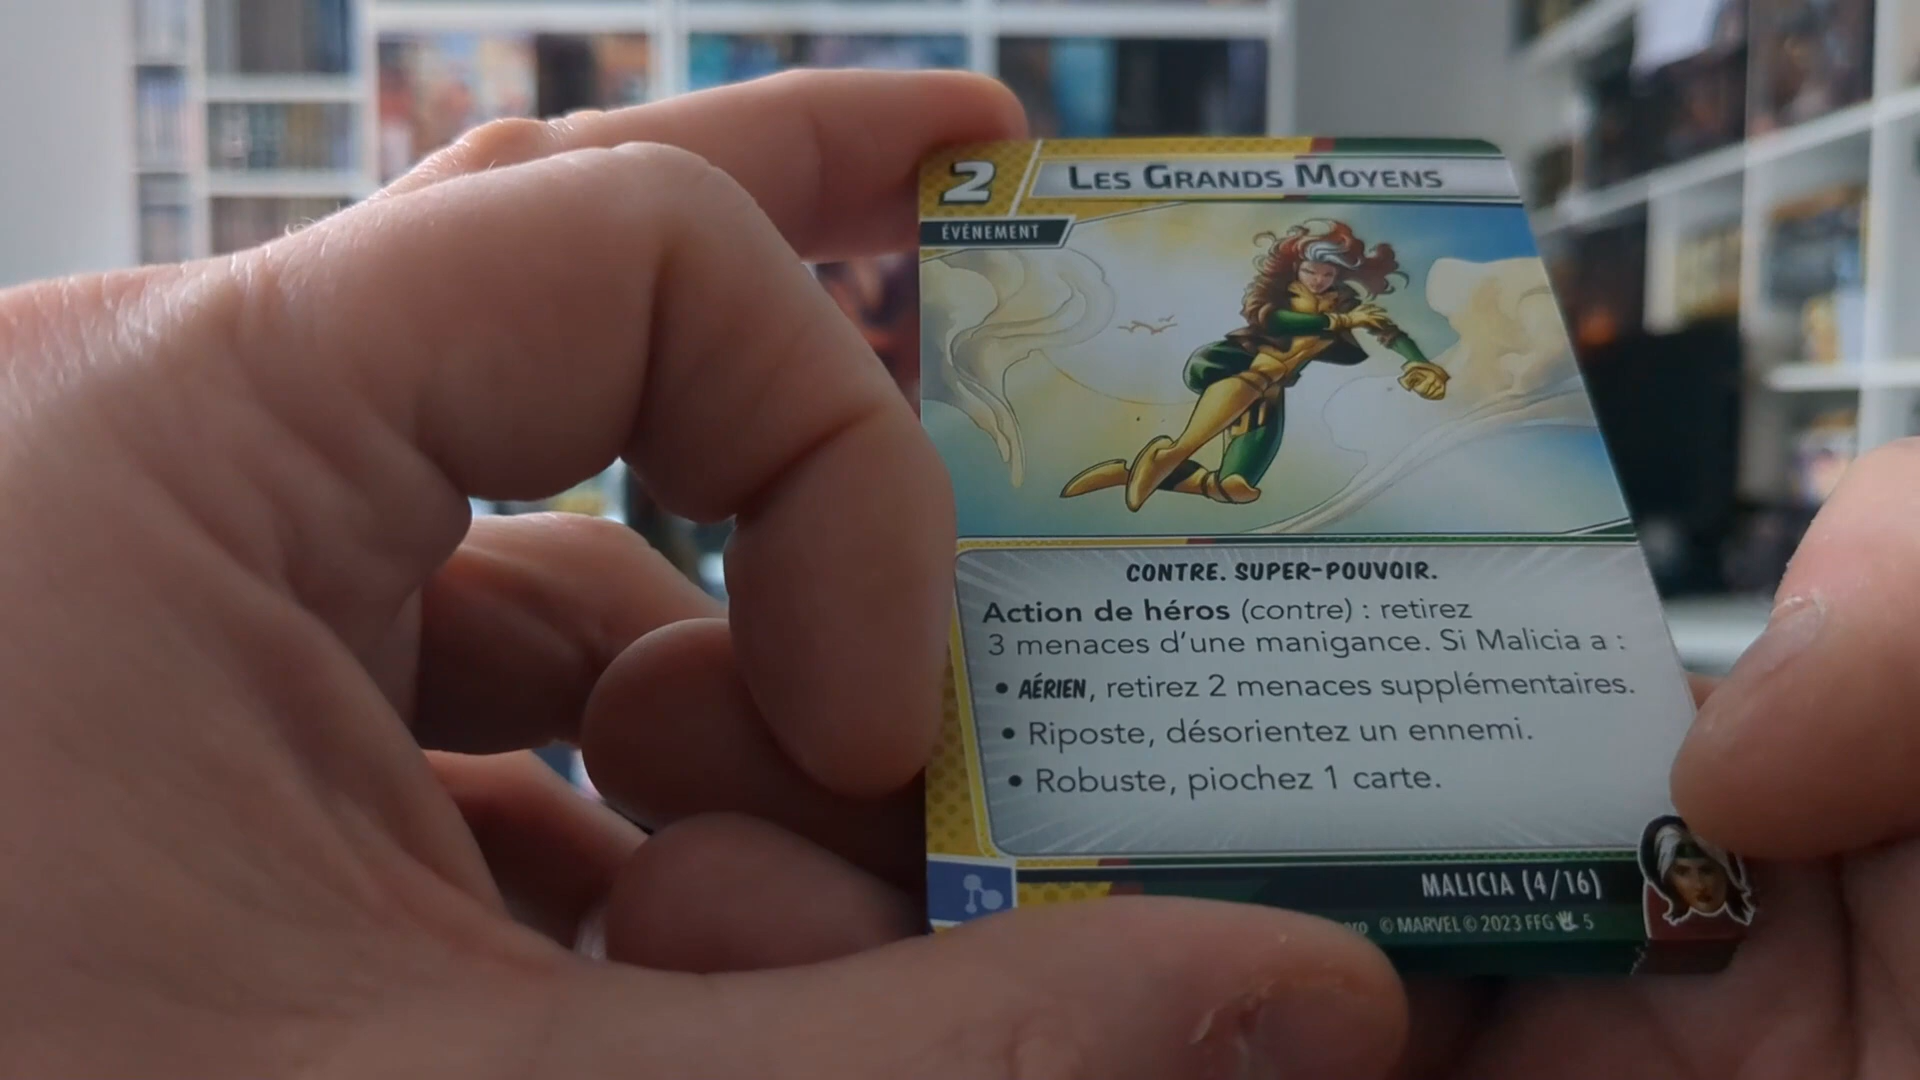 2
LES GRANDS MOYENS
ÉVÉNEMENT
CONTRE. SUPER-POUVOIR.
Action de héros (contre) : retirez
3 menaces d'une manigance. Si Malicia a :
• AÉRIEN, retirez 2 menaces supplémentaires.
• Riposte, désorientez un ennemi.
• Robuste, piochez 1 carte.
MALICIA (4/16)
© MARVEL © 2023 FFG 5